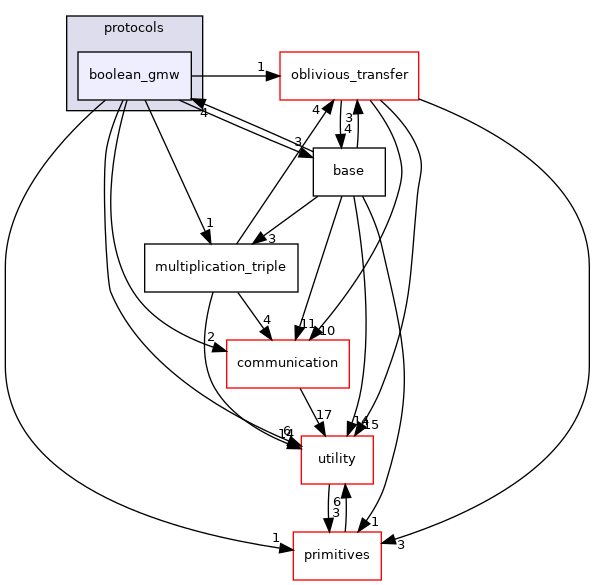 protocols
boolean_gmw
1
oblivious_transfer
4
4
3
4
3
base
1
3
multiplication_triple
4
11
10
2
communication
17
14
15
6
14
utility
6
3
1
1
3
primitives